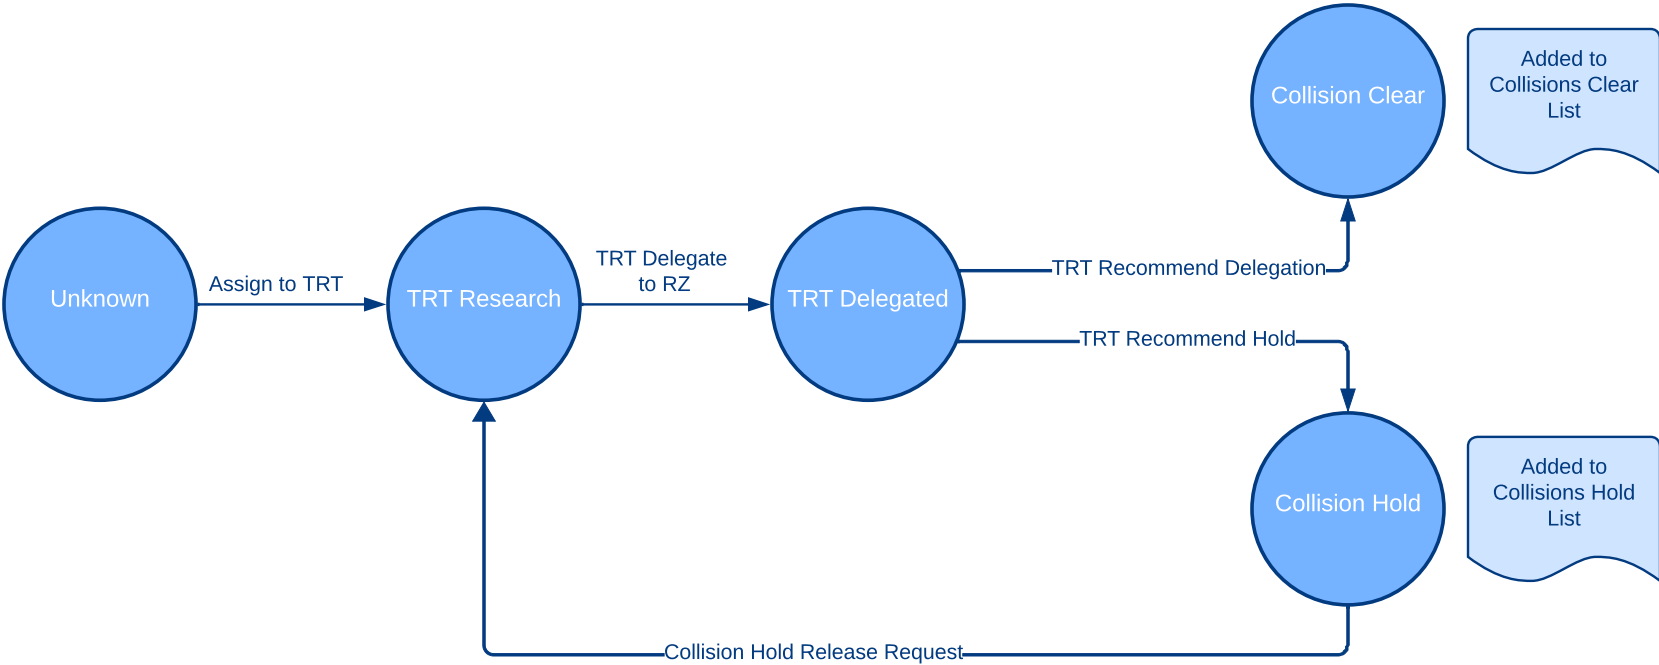 Collision Clear
Added to
Collisions Clear
List
Unknown
Assign to TRT
TRT Research
TRT Delegate
to RZ
TRT Delegated
TRT Recommend Delegation
TRT Recommend Hold
Collision Hold
Added to
Collisions Hold
List
Collision Hold Release Request